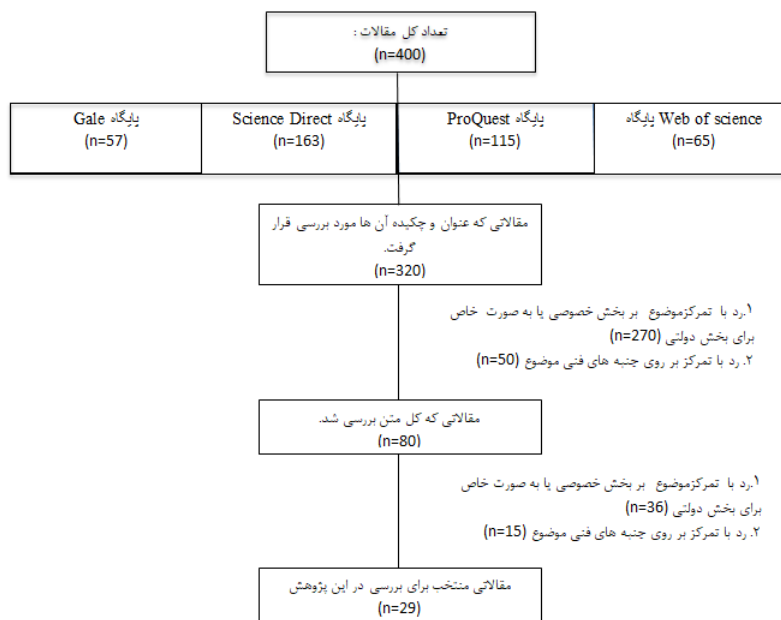 تعداد کل مقالات :
(n=400)
پایگاه Web of science
(n=65)
پایگاه ProQuest
(n=115)
پایگاه Science Direct
(n=163)
پایگاه Gale
(n=57)
مقالاتی که عنوان و چکیده آن ها مورد بررسی قرار
گرفت.
(n=320)
۱.رد با تمرکزموضوع بر بخش خصوصی یا به صورت خاص
برای بخش دولتی (n=270)
۲. رد با تمرکز بر روی جنبه های فنی موضوع (n=50)
مقالاتی که کل متن بررسی شد.
(n=80)
۱.رد با تمرکزموضوع بر بخش خصوصی یا به صورت خاص
برای بخش دولتی (n=36)
۲. رد با تمرکز بر روی جنبه های فنی موضوع (n=15)
مقالاتی منتخب برای بررسی در این پژوهش
(n=29)